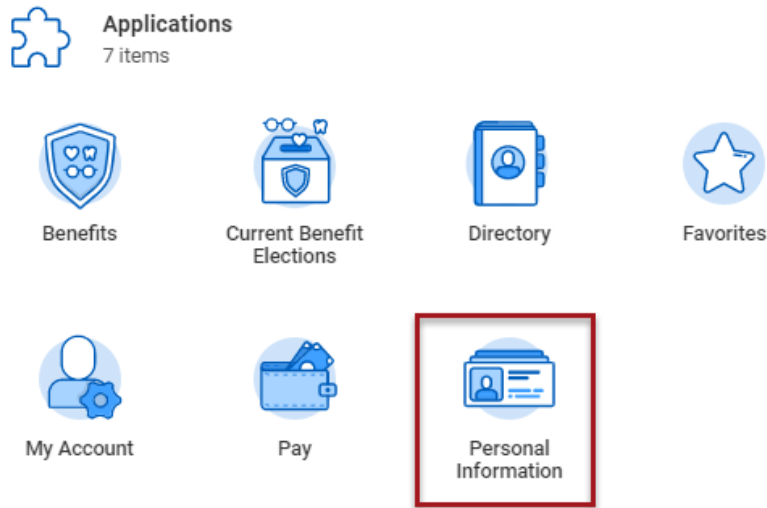 Applications
7 items
Benefits
Current Benefit
Elections
Directory
Favorites
My Account
Pay
Personal
Information